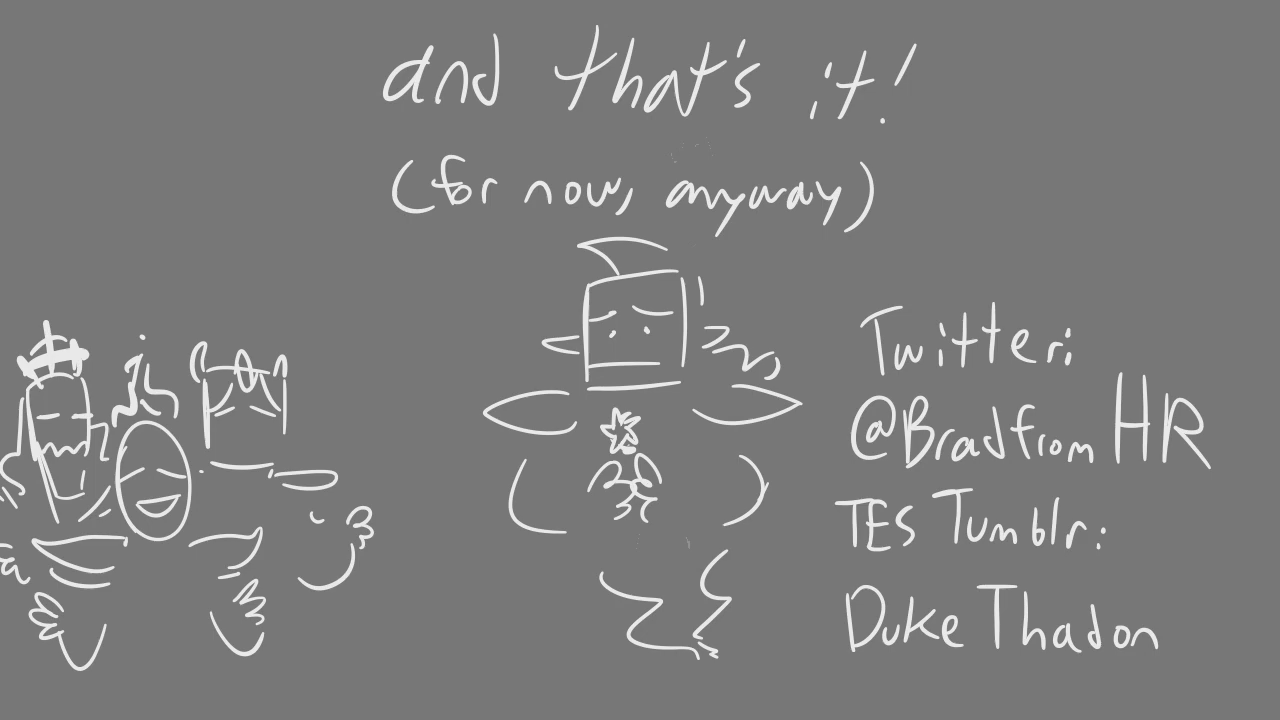 and that's it!
(for now, anyway)
Twitter:
@BradfromHR
TES Tumblr:
DukeThadon